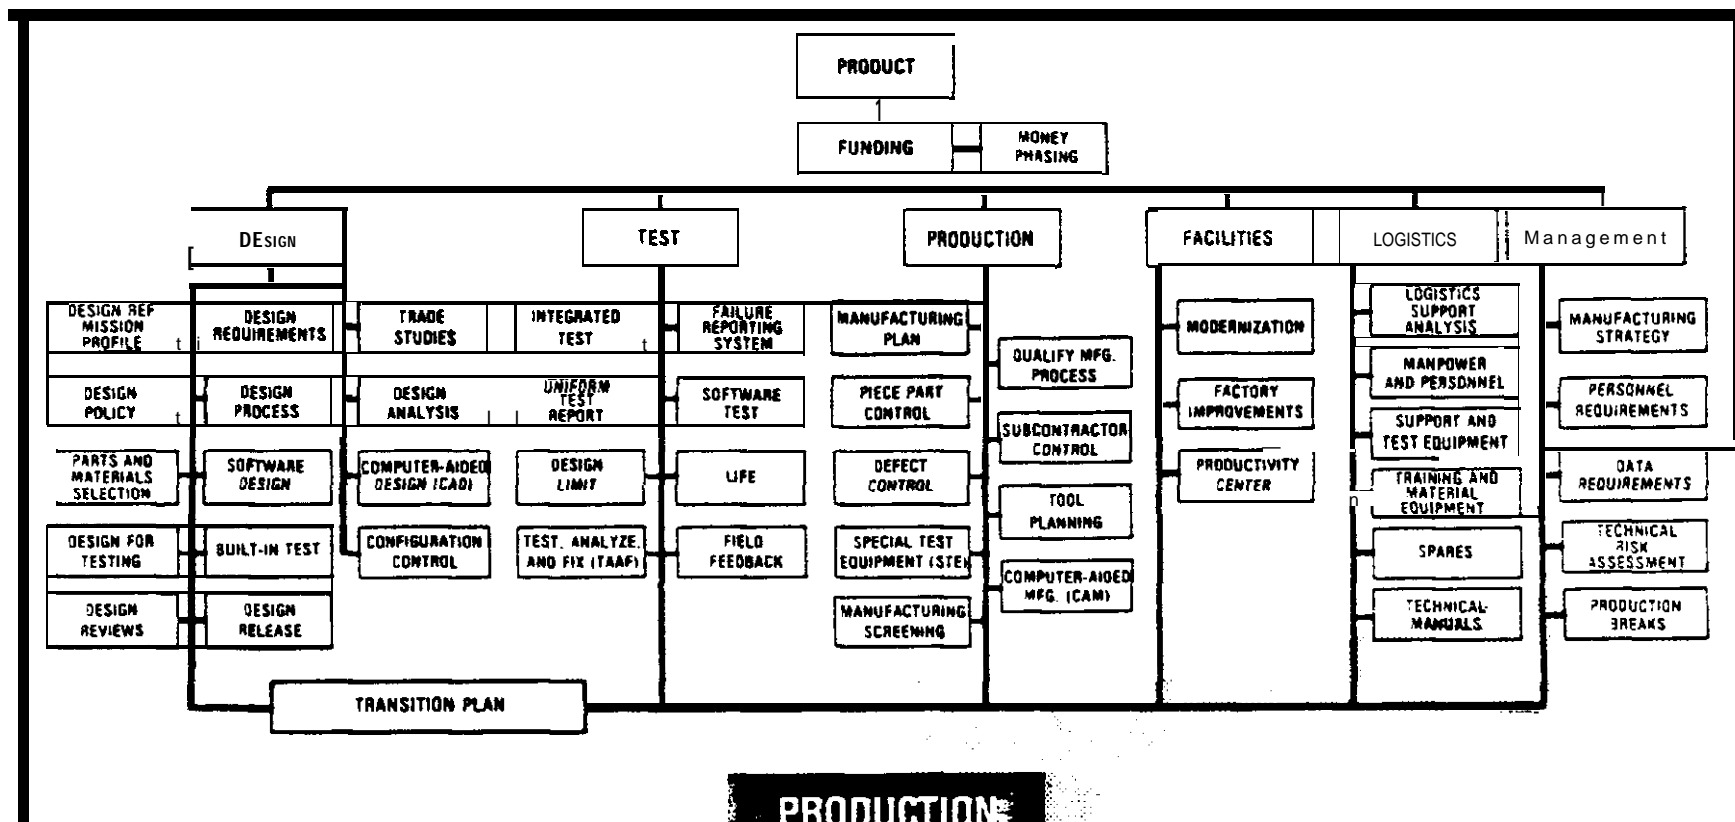 PRODUCT
FUNDING
MONEY
PHASING
DESIGN
TEST
PRODUCTION
FACILITIES
LOGISTICS
Management
DESIGN REF
MISSION
PROFILE
DESIGN
REQUIREMENTS
TRADE
STUDIES
INTEGRATED
TEST
FAILURE
REPORTING
SYSTEM
MANUFACTURING
PLAN
QUALIFY MFG.
PROCESS
MODERNIZATION
LOGISTICS
SUPPORT
ANALYSIS
MANUFACTURING
STRATEGY
DESIGN
POLICY
DESIGN
PROCESS
DESIGN
ANALYSIS
UNIFORM
TEST
REPORT
SOFTWARE
TEST
PIECE PART
CONTROL
SUBCONTRACTOR
CONTROL
FACTORY
IMPROVEMENTS
MANPOWER
AND PERSONNEL
PERSONNEL
REQUIREMENTS
SUPPORT AND
TEST EQUIPMENT
PARTS AND
MATERIALS
SELECTION
SOFTWARE
DESIGN
COMPUTER-AIDED
DESIGN (CAD)
DESIGN
LIMIT
LIFE
DEFECT
CONTROL
TOOL
PLANNING
PRODUCTIVITY
CENTER
TRAINING AND
MATERIAL
EQUIPMENT
DATA
REQUIREMENTS
DESIGN FOR
TESTING
BUILT-IN TEST
CONFIGURATION
CONTROL
TEST, ANALYZE,
AND FIX (TAAF)
FIELD
FEEDBACK
SPECIAL TEST
EQUIPMENT (STE)
COMPUTER-AIDED
MFG. (CAM)
SPARES
TECHNICAL
RISK
ASSESSMENT
DESIGN
REVIEWS
DESIGN
RELEASE
MANUFACTURING
SCREENING
TECHNICAL-
MANUALS
PRODUCTION
BREAKS
TRANSITION PLAN
PRODUCTION